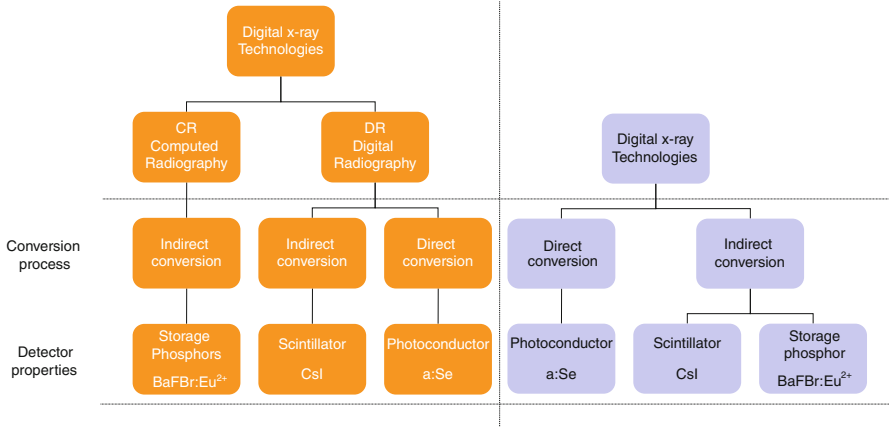 Digital x-ray
Technologies
CR
Computed
Radiography
DR
Digital
Radiography
Digital x-ray
Technologies
Conversion
process
Indirect
conversion
Indirect
conversion
Direct
conversion
Direct
conversion
Indirect
conversion
Detector
properties
Storage
Phosphors
BaFBr:Eu²⁺
Scintillator
CsI
Photoconductor
a:Se
Photoconductor
a:Se
Scintillator
CsI
Storage
phosphor
BaFBr:Eu²⁺